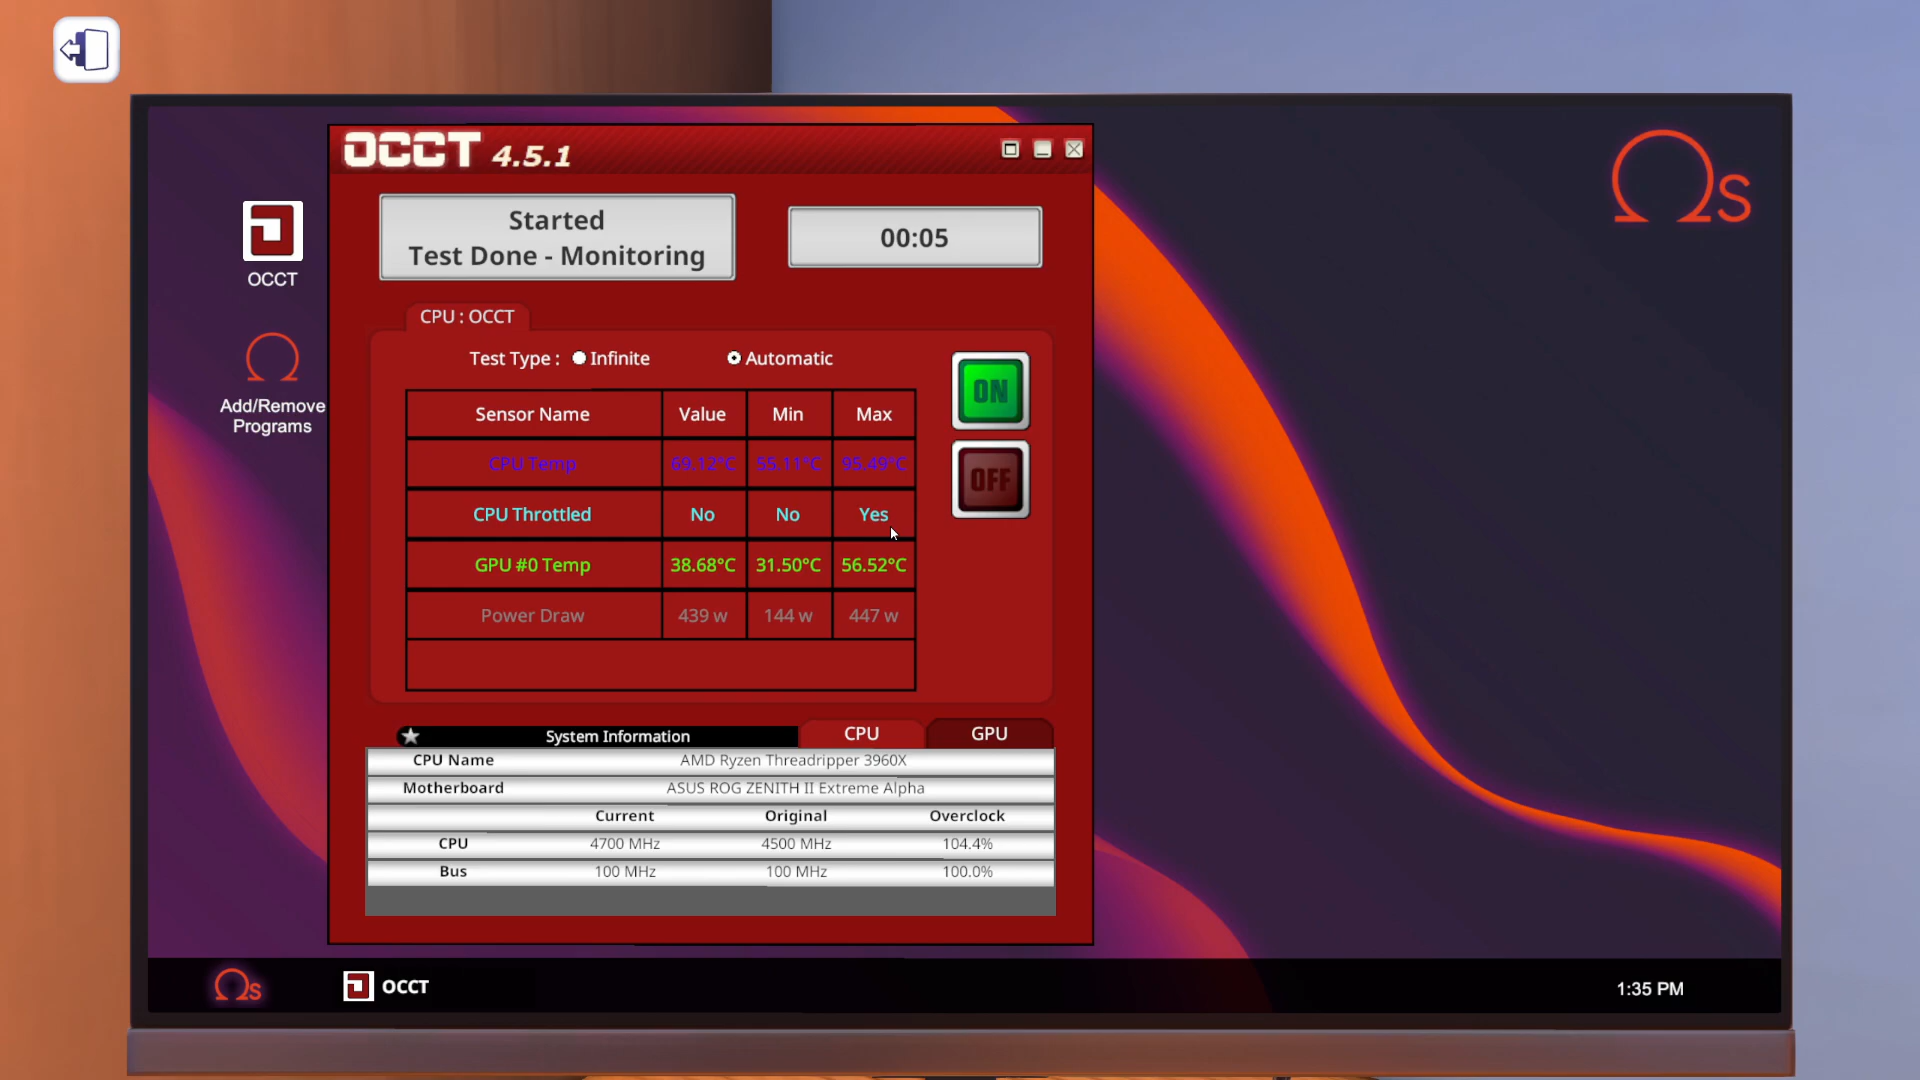 OCCT 4.5.1
Started
Test Done - Monitoring
00:05
OCCT
Add/Remove
Programs
CPU : OCCT
Test Type : Infinite Automatic
ON
OFF
Sensor Name Value Min Max
CPU Temp 69.12°C 55.11°C 95.49°C
CPU Throttled No No Yes
GPU #0 Temp 38.68°C 31.50°C 56.52°C
Power Draw 439 w 144 w 447 w
System Information CPU GPU
CPU Name AMD Ryzen Threadripper 3960X
Motherboard ASUS ROG ZENITH II Extreme Alpha
Current Original Overclock
CPU 4700 MHz 4500 MHz 104.4%
Bus 100 MHz 100 MHz 100.0%
Ωs
Ωs
OCCT
1:35 PM